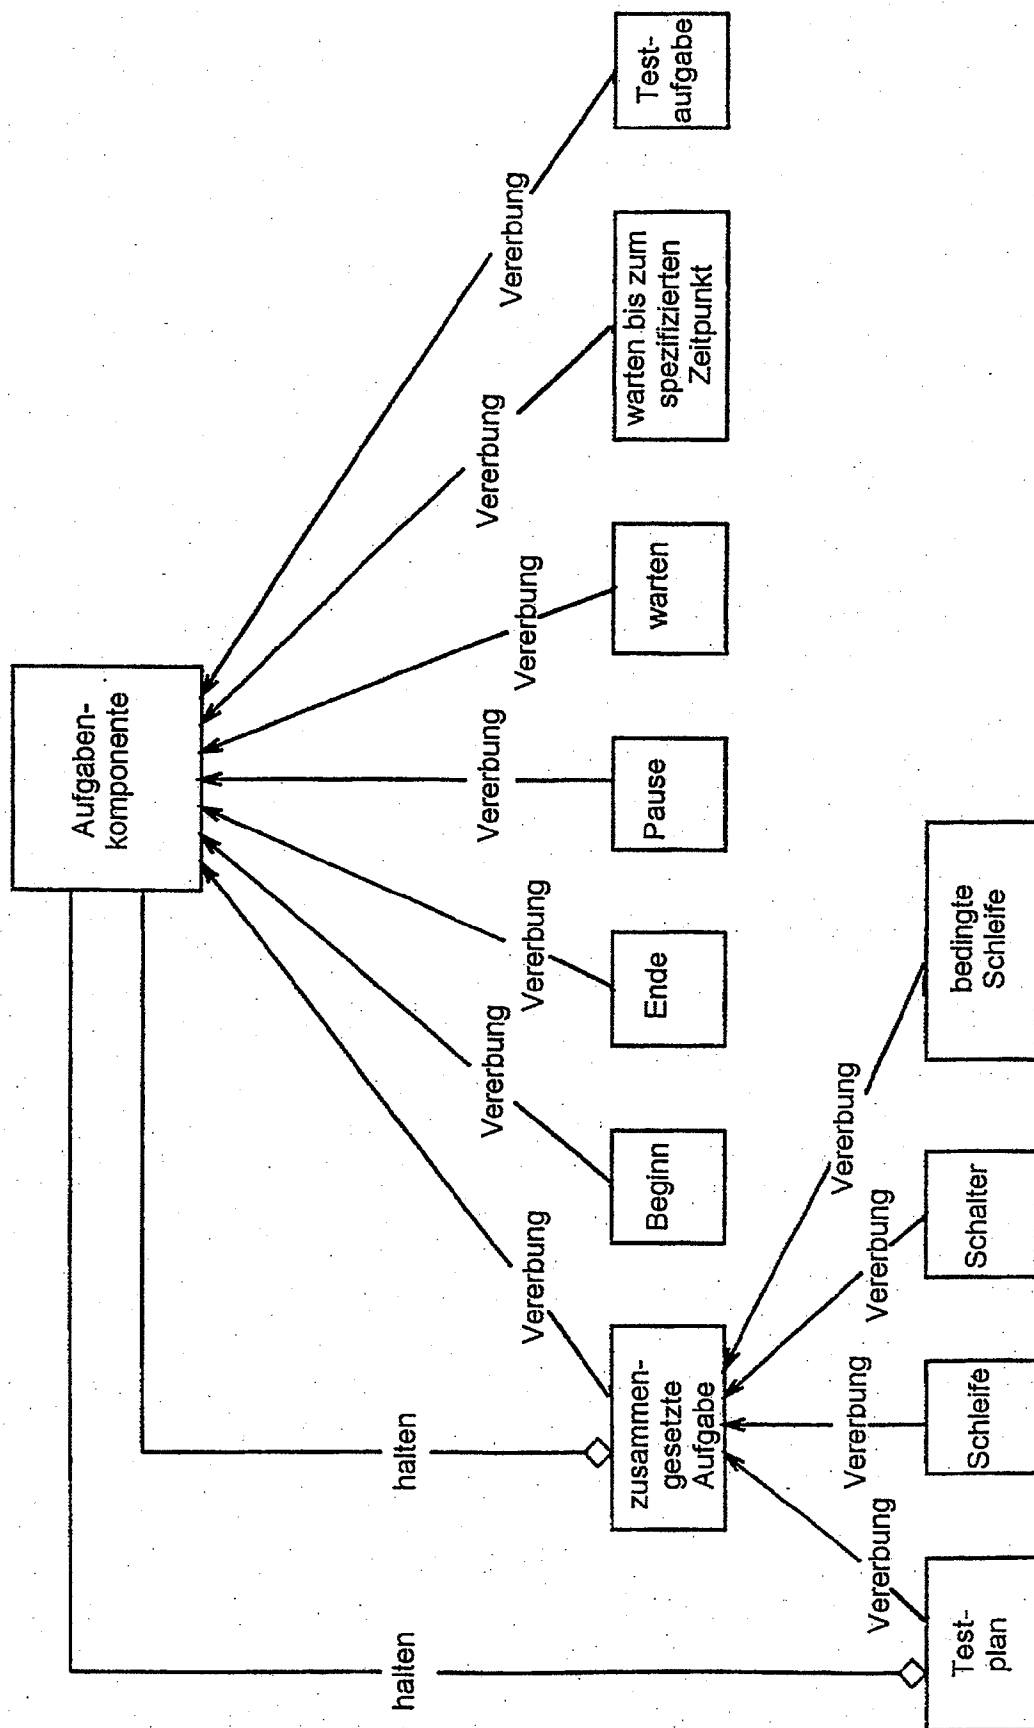 Aufgaben-
komponente
halten
halten
Vererbung
Vererbung
Vererbung
Vererbung
Vererbung
Vererbung
Vererbung
zusammen-
gesetzte
Aufgabe
Beginn
Ende
Pause
warten
warten bis zum
spezifizierten
Zeitpunkt
Test-
aufgabe
Vererbung
Vererbung
Vererbung
Vererbung
Test-
plan
Schleife
Schalter
bedingte
Schleife